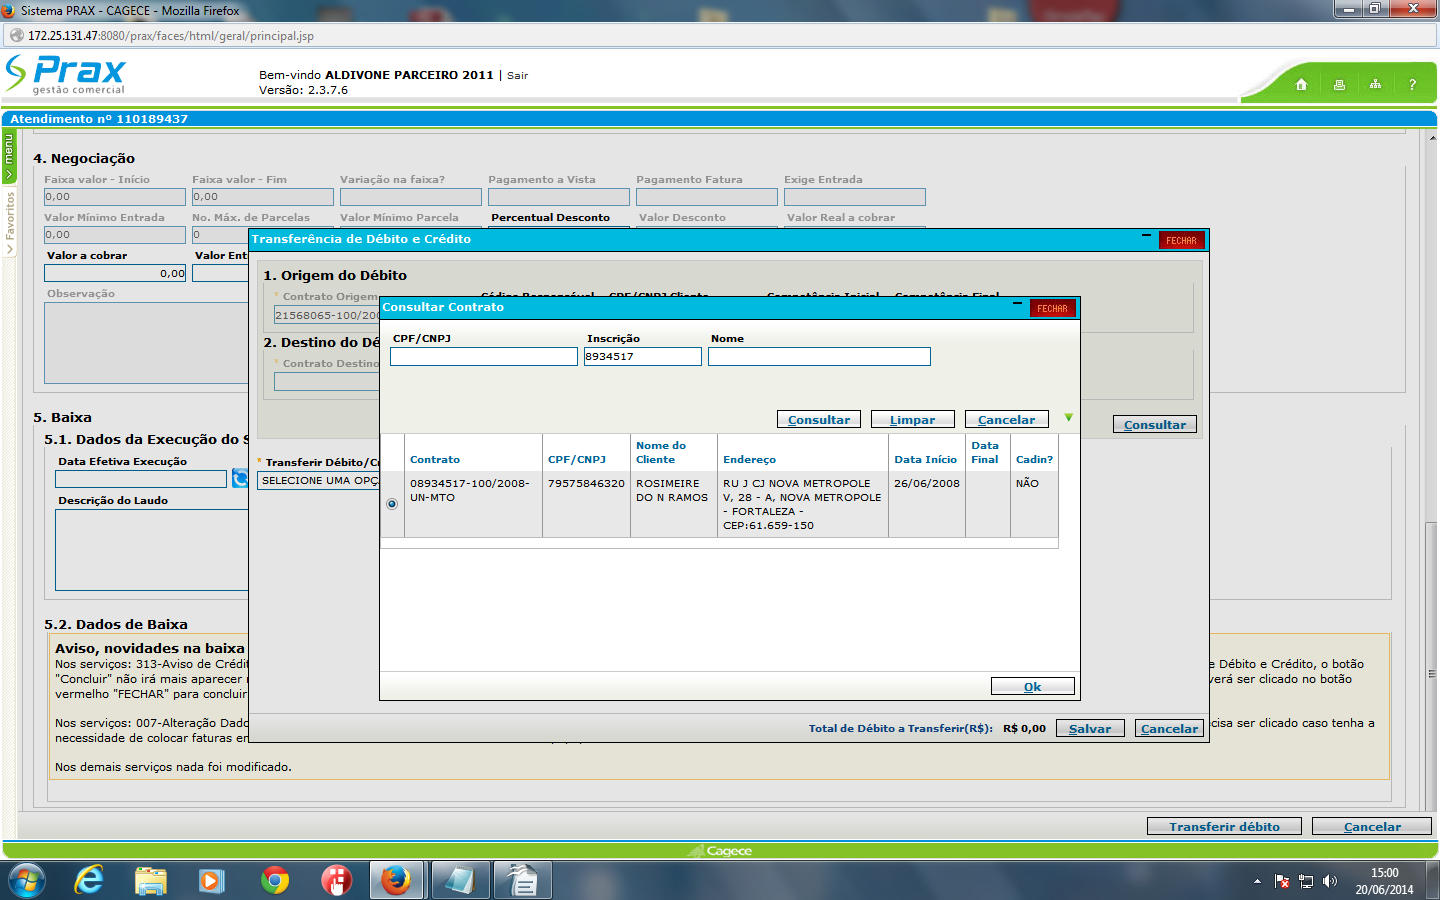 Sistema PRAX - CAGECE - Mozilla Firefox
172.25.131.47:8080/prax/faces/html/geral/principal.jsp
Prax
gestão comercial
Bem-vindo ALDIVONE PARCEIRO 2011 | Sair
Versão: 2.3.7.6
?
Atendimento nº 110189437
menu
Favoritos
4. Negociação
Faixa valor - Início Faixa valor - Fim Variação na faixa? Pagamento a Vista Pagamento Fatura Exige Entrada
0,00 0,00
Valor Mínimo Entrada No. Máx. de Parcelas Valor Mínimo Parcela Percentual Desconto Valor Desconto Valor Real a cobrar
0,00 0
Valor a cobrar Valor Ent
0,00
Observação
Transferência de Débito e Crédito FECHAR
1. Origem do Débito
* Contrato Origem Código Responsável CPF/CNPJ Cliente Competência Inicial Competência Final
21568065-100/200
2. Destino do Dé
* Contrato Destino
Consultar
* Transferir Débito/Cr
SELECIONE UMA OPÇ
Consultar Contrato FECHAR
CPF/CNPJ Inscrição Nome
8934517
Consultar Limpar Cancelar
Contrato CPF/CNPJ Nome do Cliente Endereço Data Início Data Final Cadin?
08934517-100/2008- 79575846320 ROSIMEIRE RU J CJ NOVA METROPOLE 26/06/2008 NÃO
UN-MTO DO N RAMOS V, 28 - A, NOVA METROPOLE
- FORTALEZA -
CEP:61.659-150
Ok
Total de Débito a Transferir(R$): R$ 0,00 Salvar Cancelar
5. Baixa
5.1. Dados da Execução do S
Data Efetiva Execução
Descrição do Laudo
5.2. Dados de Baixa
Aviso, novidades na baixa
Nos serviços: 313-Aviso de Crédit e Débito e Crédito, o botão
"Concluir" não irá mais aparecer verá ser clicado no botão
vermelho "FECHAR" para concluir
Nos serviços: 007-Alteração Dado cisa ser clicado caso tenha a
necessidade de colocar faturas en
Nos demais serviços nada foi modificado.
Transferir débito Cancelar
Cagece
15:00
20/06/2014